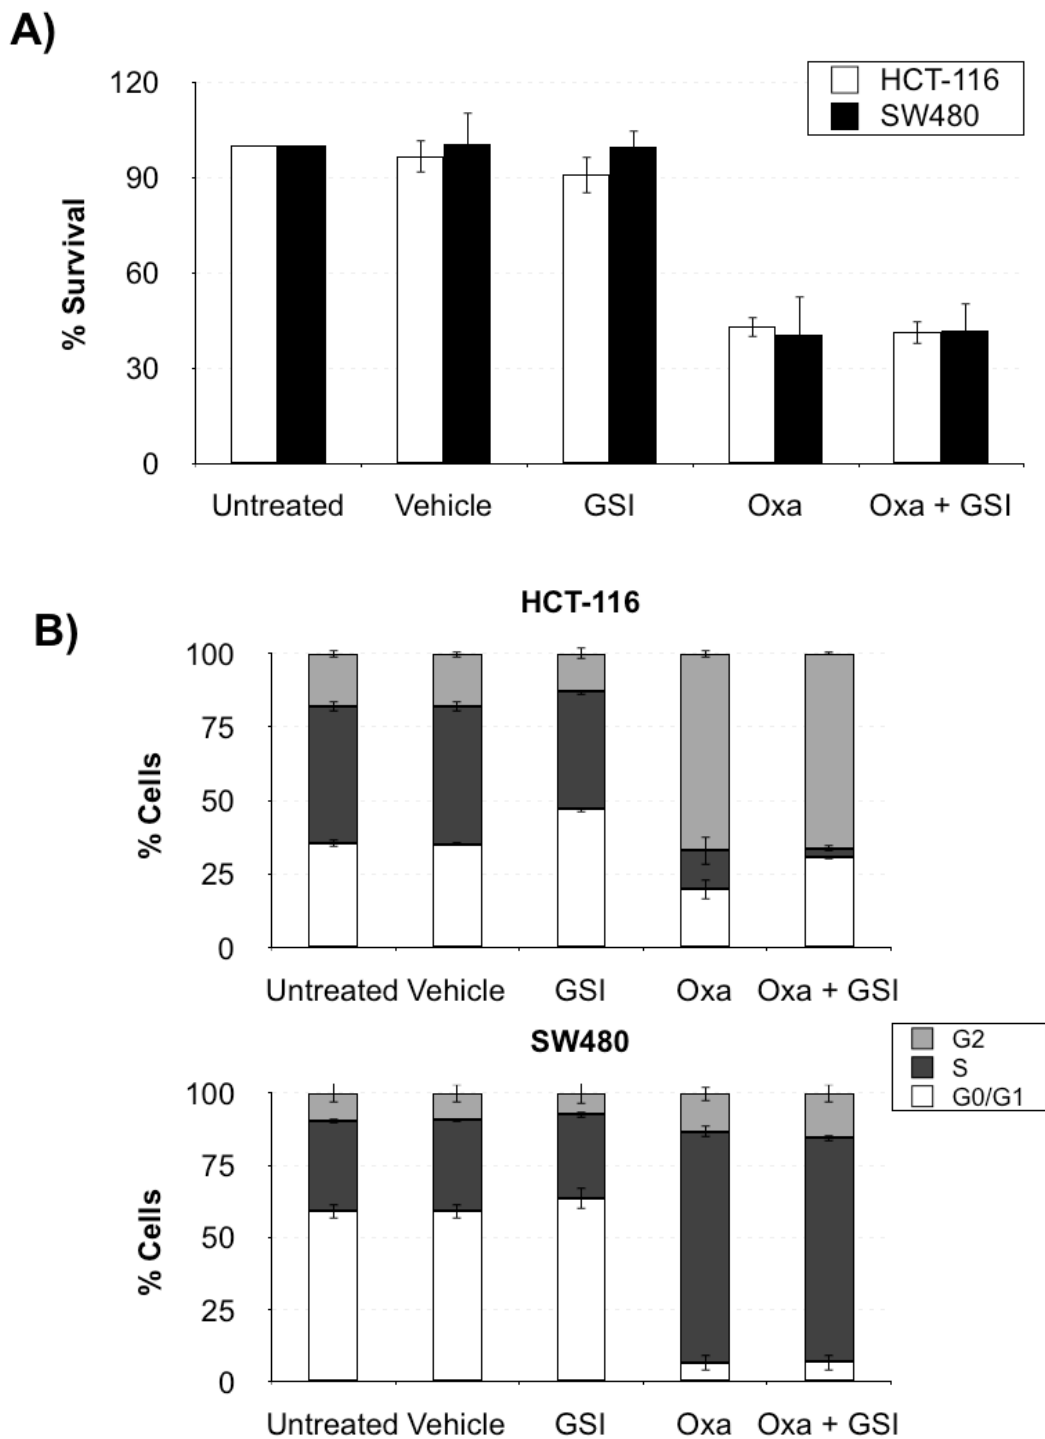 A)
120
90
60
30
0
% Survival
HCT-116
SW480
Untreated Vehicle GSI Oxa Oxa + GSI
B)
HCT-116
100
75
50
25
0
% Cells
Untreated Vehicle GSI Oxa Oxa + GSI
SW480
G2
S
G0/G1
100
75
50
25
0
% Cells
Untreated Vehicle GSI Oxa Oxa + GSI